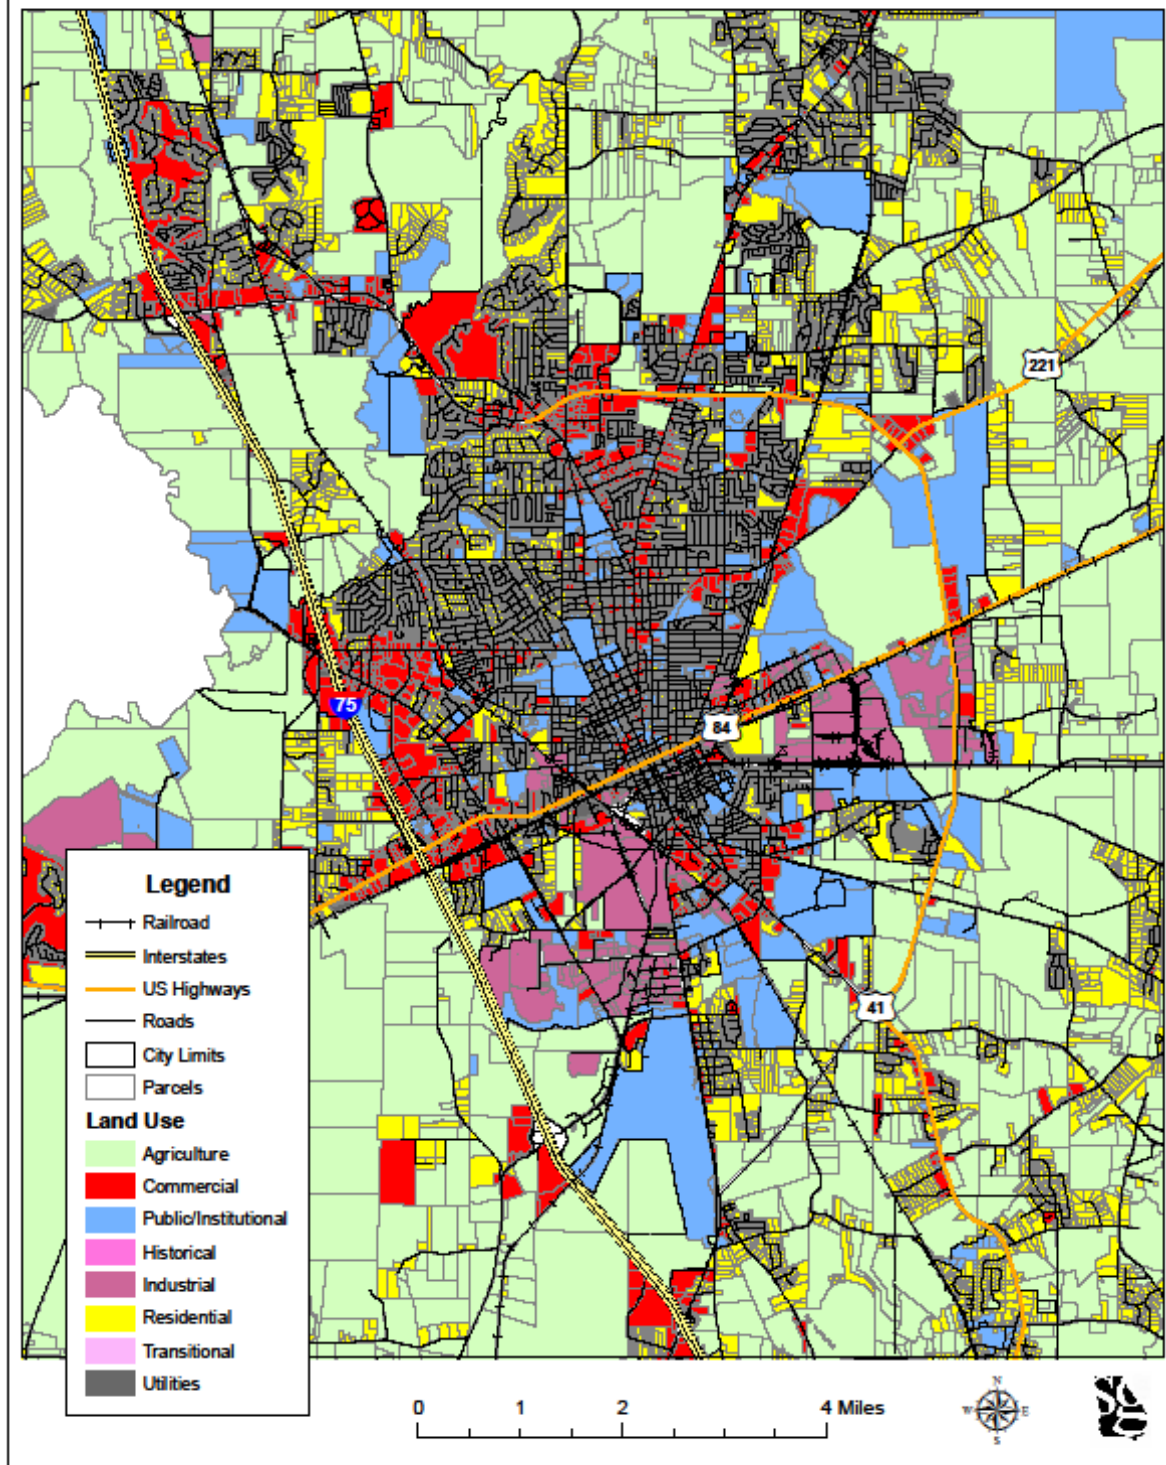 221
75
84
41
Legend
Railroad
Interstates
US Highways
Roads
City Limits
Parcels
Land Use
Agriculture
Commercial
Public/Institutional
Historical
Industrial
Residential
Transitional
Utilities
0 1 2 4 Miles
N
W E
S